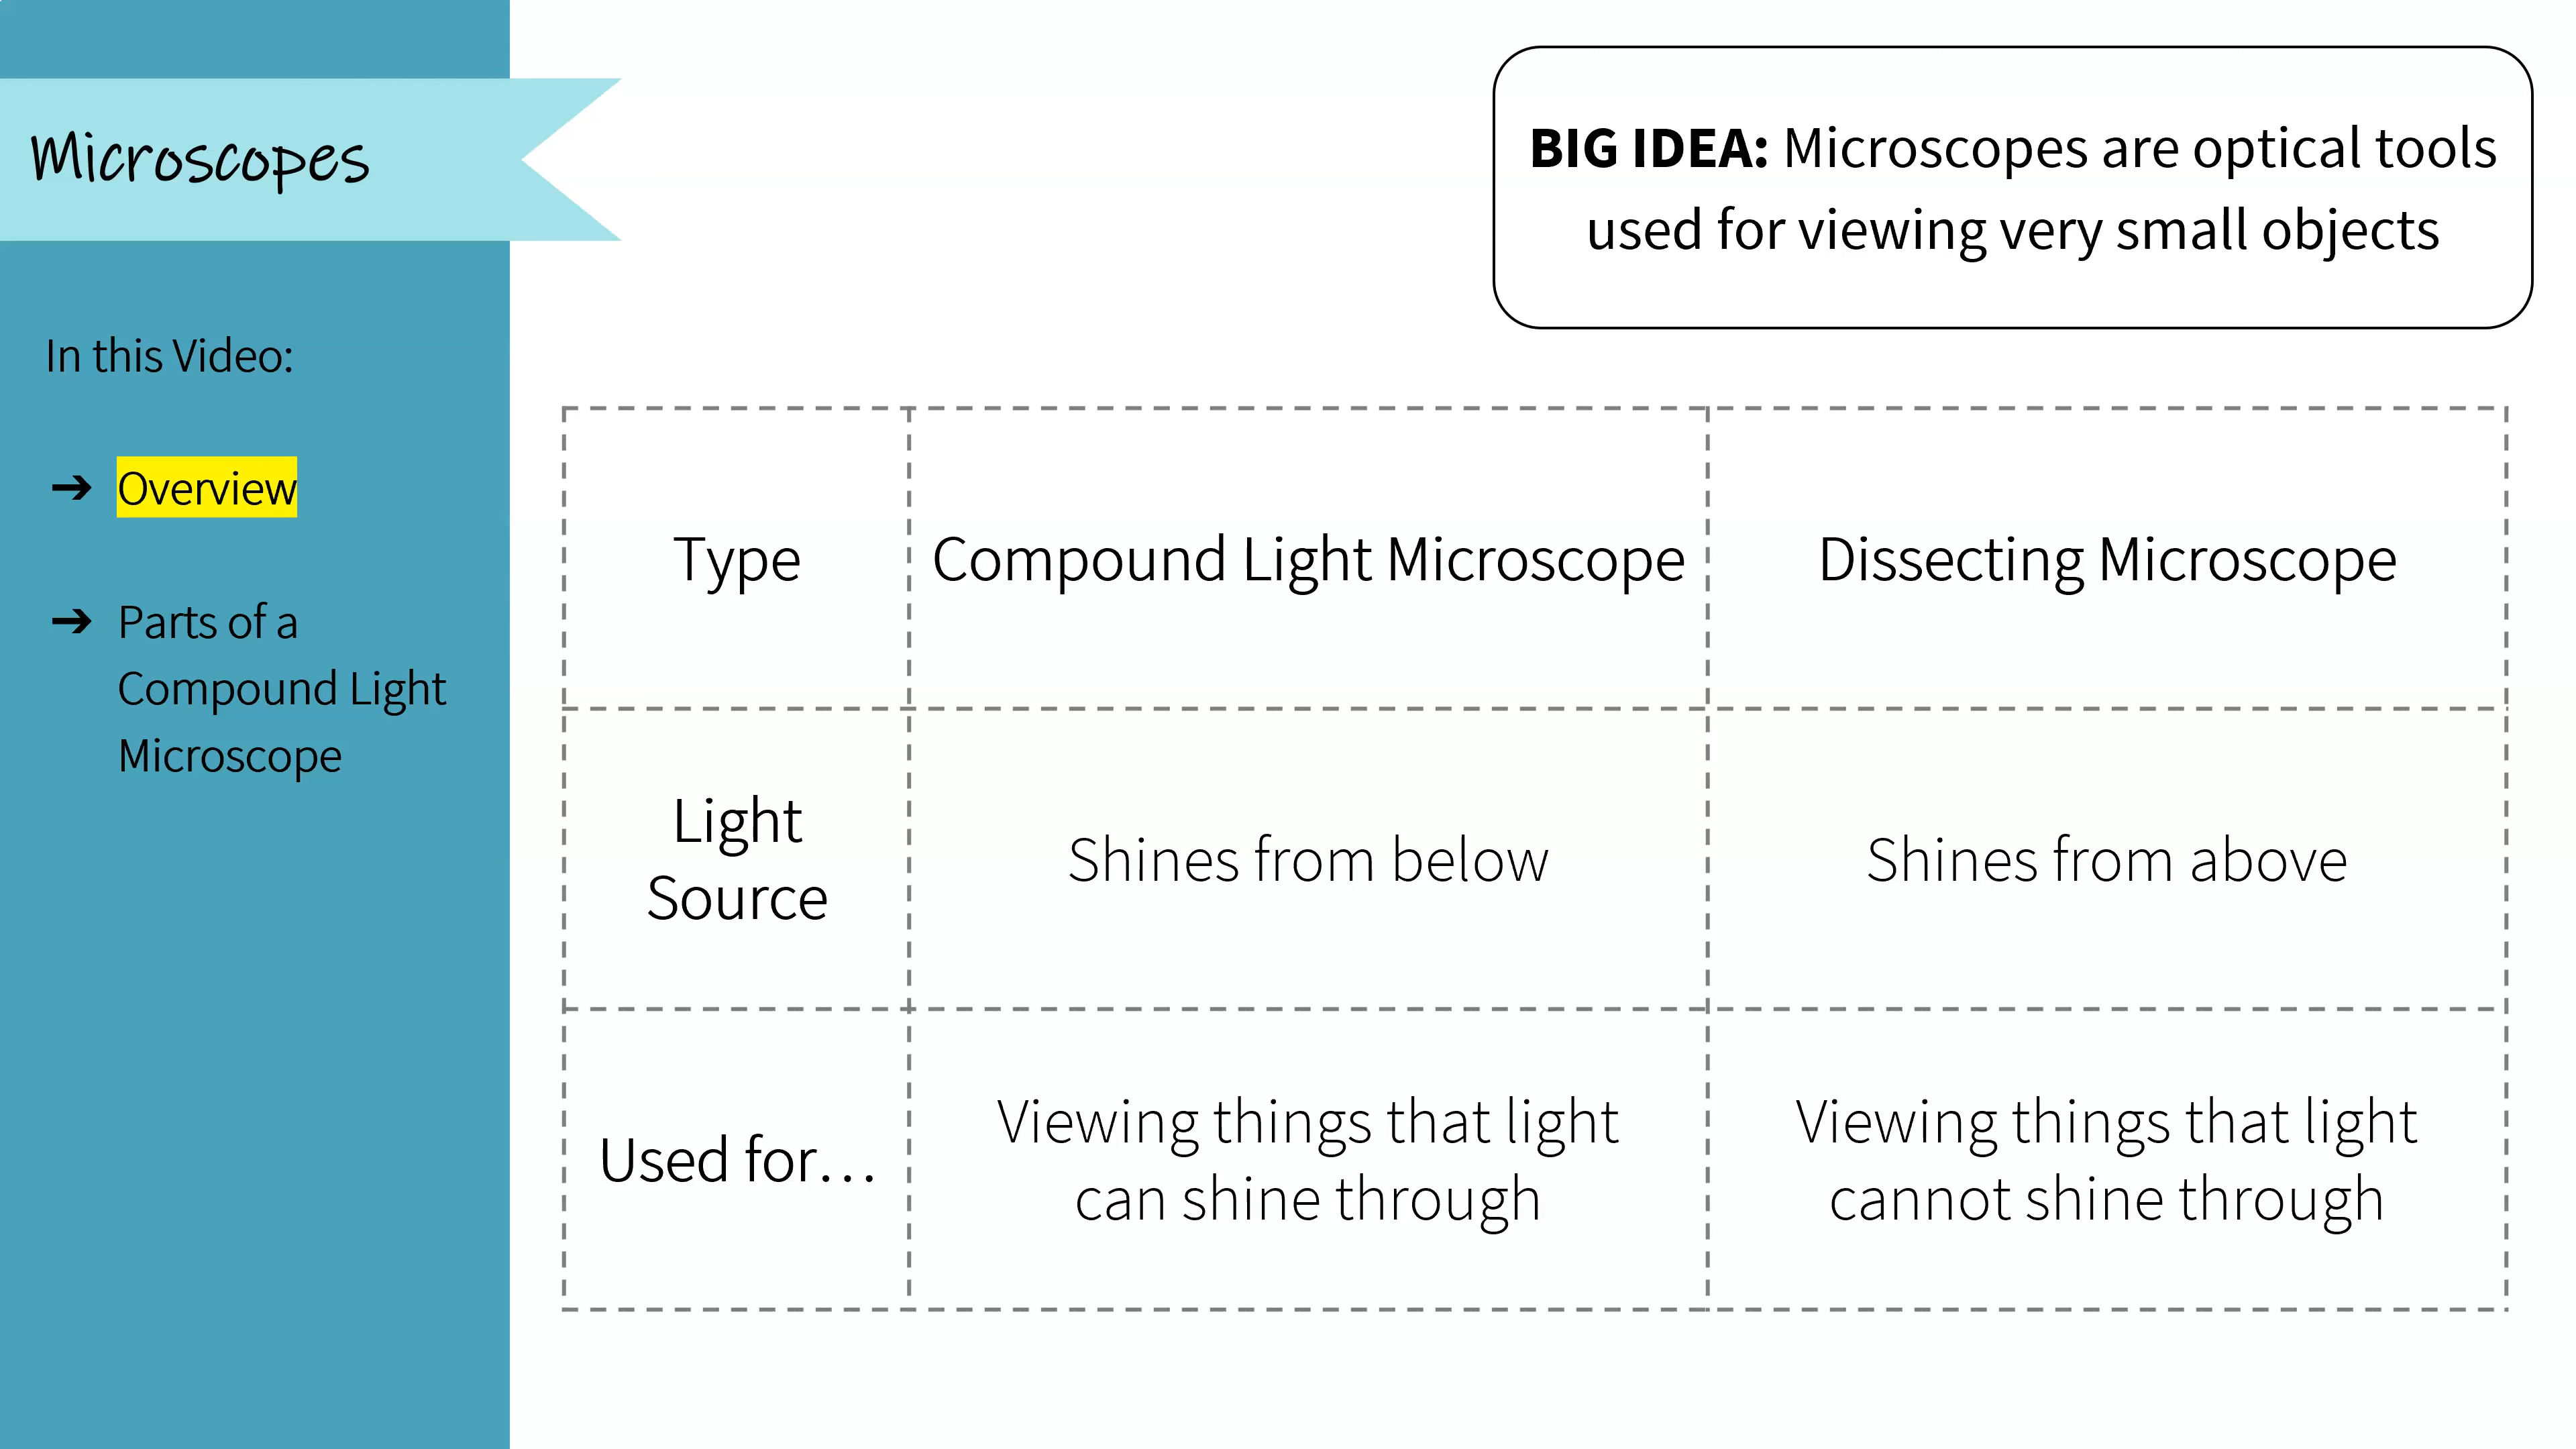 Microscopes
BIG IDEA: Microscopes are optical tools
used for viewing very small objects
In this Video:
➔ Overview
➔ Parts of a
Compound Light
Microscope
Type
Compound Light Microscope
Dissecting Microscope
Light
Source
Shines from below
Shines from above
Used for…
Viewing things that light
can shine through
Viewing things that light
cannot shine through